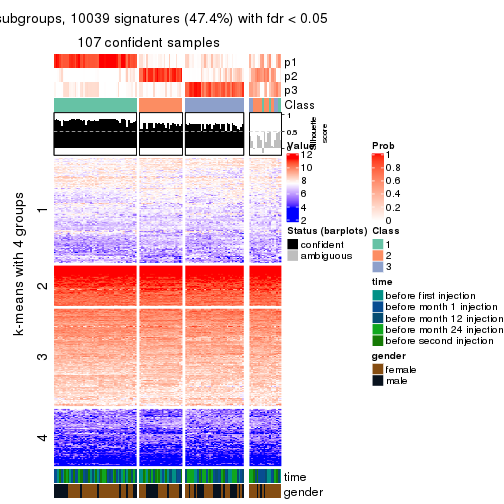 subgroups, 10039 signatures (47.4%) with fdr < 0.05
107 confident samples
p1
p2
p3
Class
1
0.5
0
Silhouette
score
k-means with 4 groups
1
2
3
4
Value
12
10
8
6
4
2
Prob
1
0.8
0.6
0.4
0.2
0
Status (barplots)
confident
ambiguous
Class
1
2
3
time
before first injection
before month 1 injection
before month 12 injection
before month 24 injection
before second injection
gender
female
male
time
gender